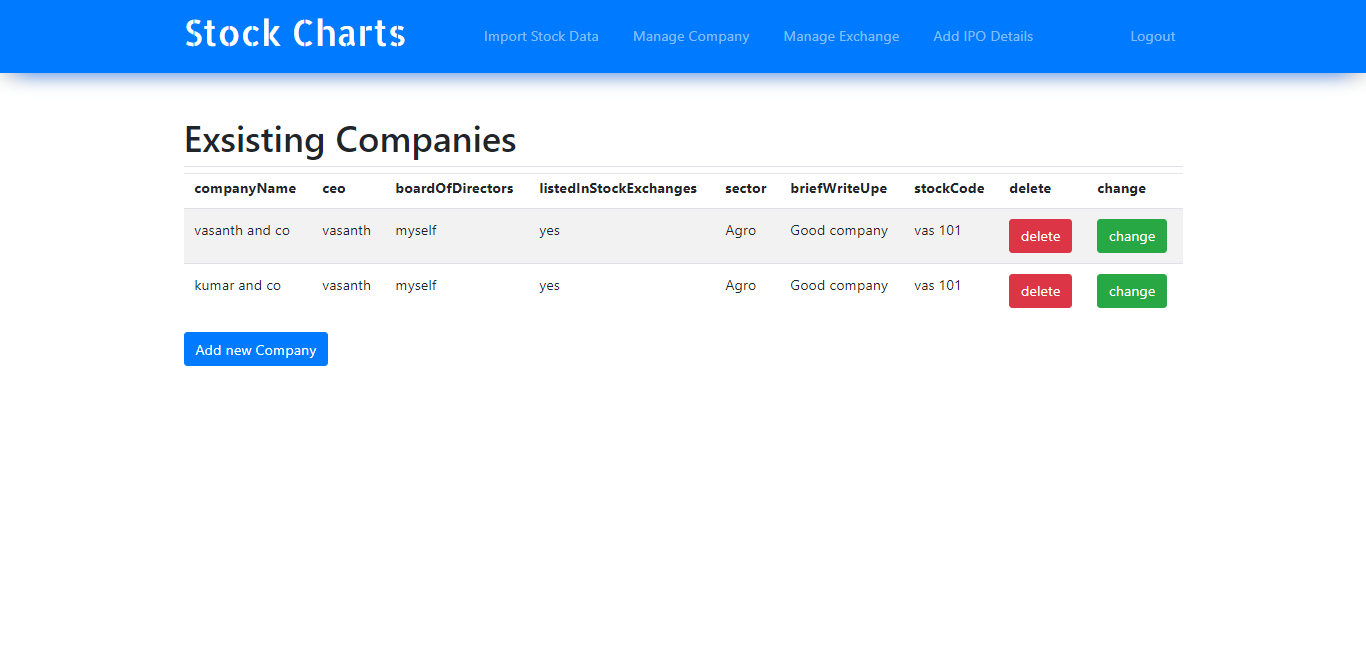 Stock Charts Import Stock Data Manage Company Manage Exchange Add IPO Details Logout
Exsisting Companies
companyName ceo boardOfDirectors listedInStockExchanges sector briefWriteUpe stockCode delete change
vasanth and co vasanth myself yes Agro Good company vas 101 delete change
kumar and co vasanth myself yes Agro Good company vas 101 delete change
Add new Company